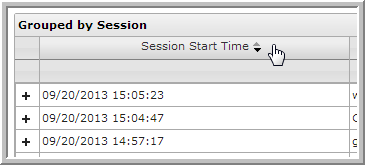 Grouped by Session
Session Start Time
+ 09/20/2013 15:05:23 w
+ 09/20/2013 15:04:47
+ 09/20/2013 14:57:17 g